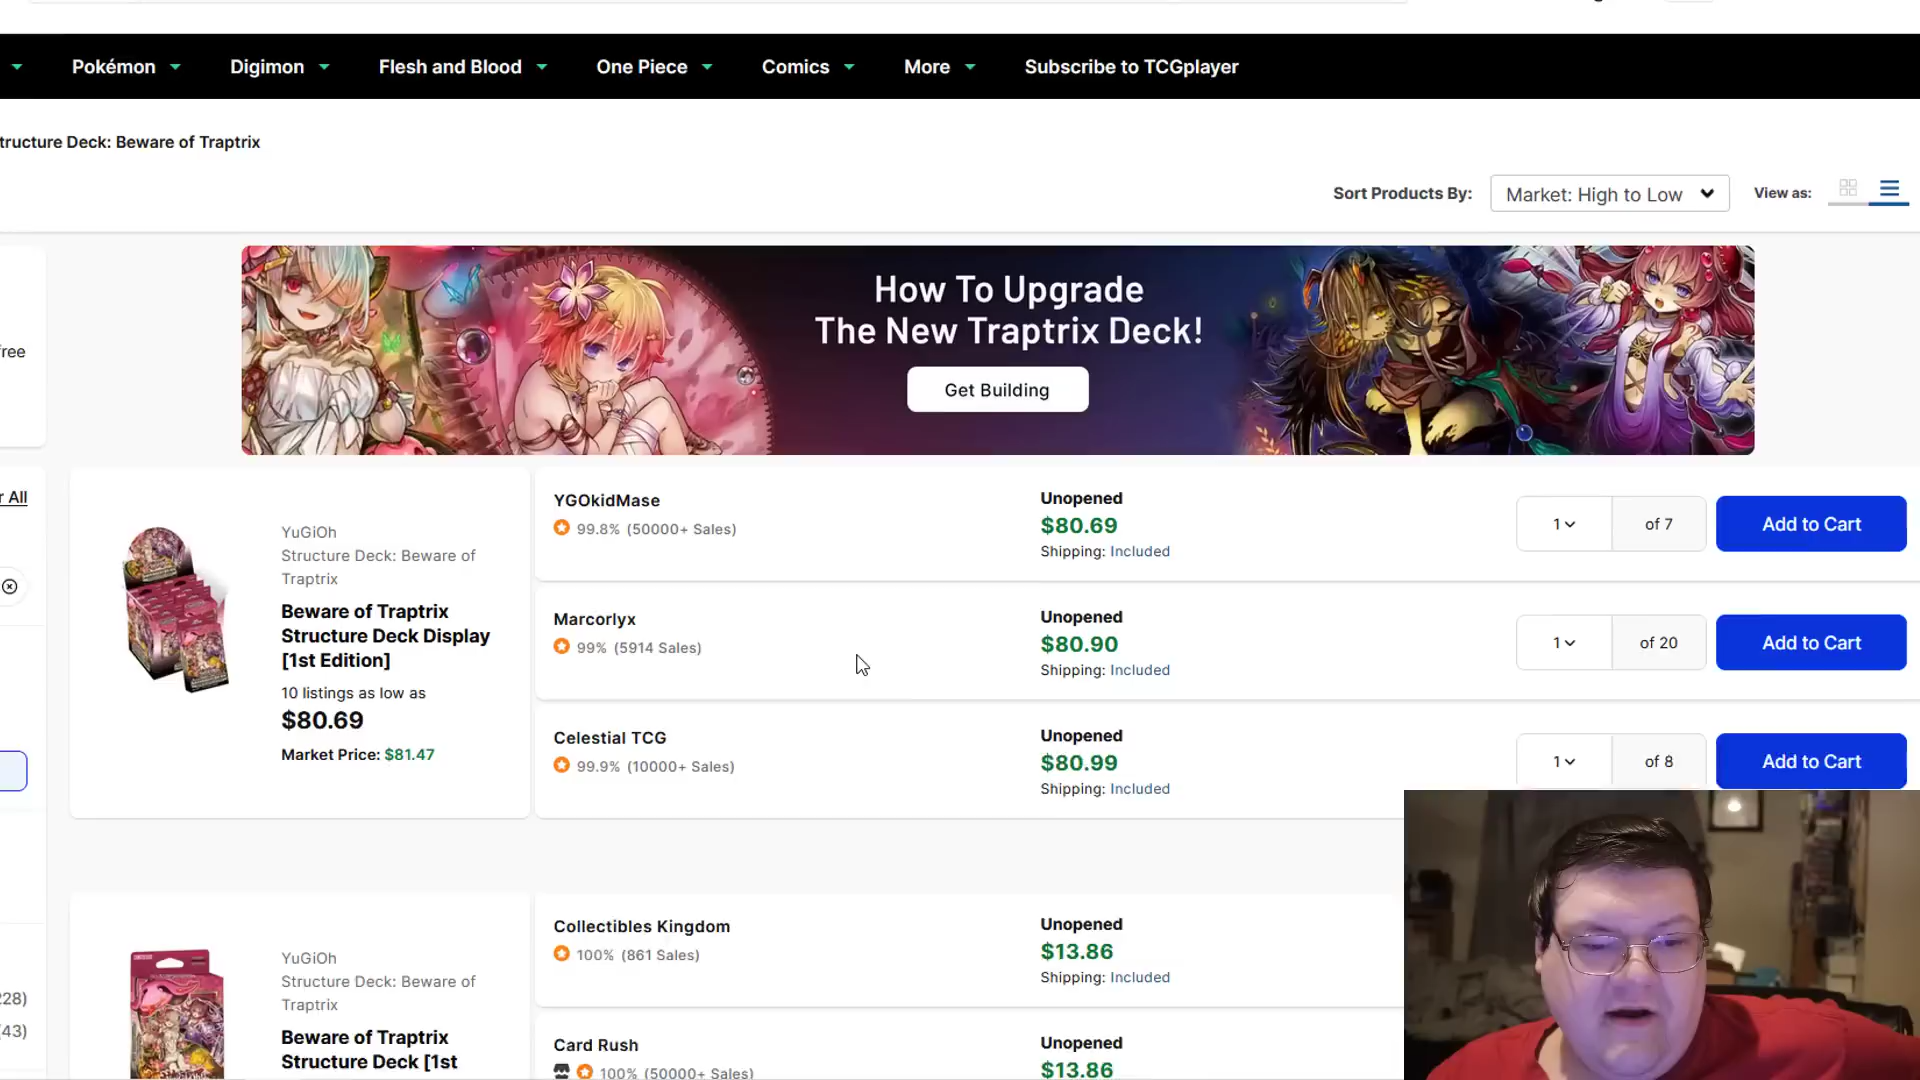 Pokémon
Digimon
Flesh and Blood
One Piece
Comics
More
Subscribe to TCGplayer
tructure Deck: Beware of Traptrix
Sort Products By:
Market: High to Low
View as:
How To Upgrade
The New Traptrix Deck!
Get Building
ree
r All
228)
43)
YuGiOh
Structure Deck: Beware of
Traptrix
Beware of Traptrix
Structure Deck Display
[1st Edition]
10 listings as low as
$80.69
Market Price: $81.47
YGOkidMase
99.8% (50000+ Sales)
Unopened
$80.69
Shipping: Included
1
of 7
Add to Cart
Marcorlyx
99% (5914 Sales)
Unopened
$80.90
Shipping: Included
1
of 20
Add to Cart
Celestial TCG
99.9% (10000+ Sales)
Unopened
$80.99
Shipping: Included
1
of 8
Add to Cart
YuGiOh
Structure Deck: Beware of
Traptrix
Beware of Traptrix
Structure Deck [1st
Collectibles Kingdom
100% (861 Sales)
Unopened
$13.86
Shipping: Included
Card Rush
100% (50000+ Sales)
Unopened
$13.86